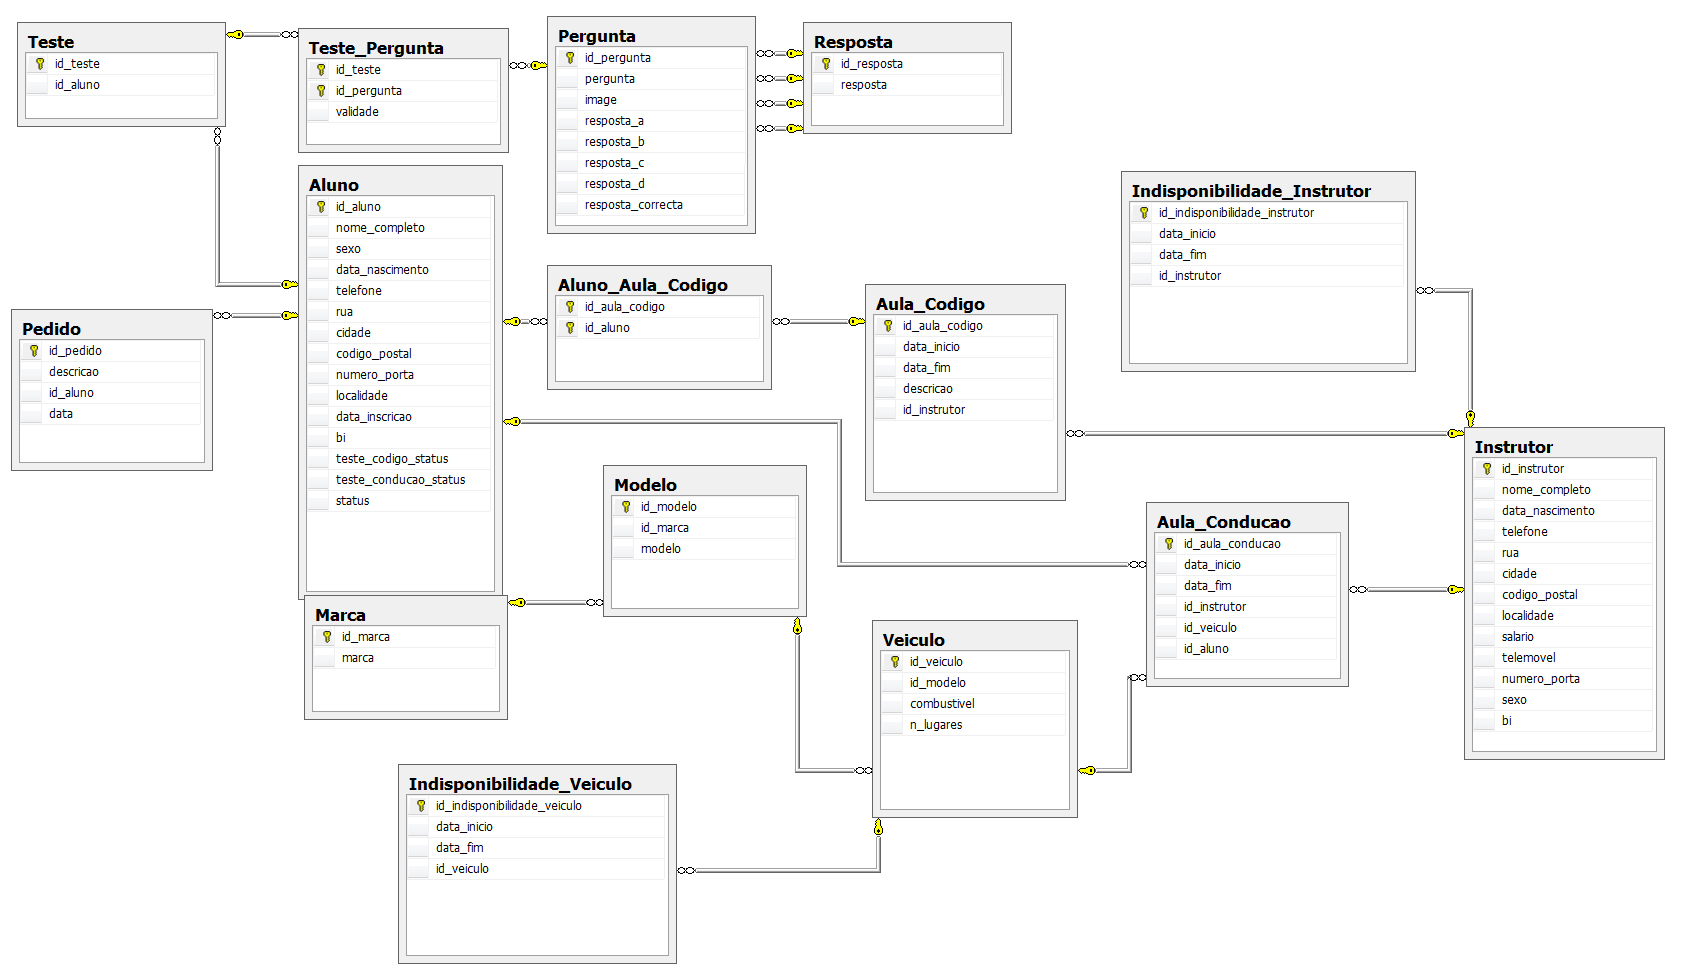 Teste
id_teste
id_aluno
Teste_Pergunta
id_teste
id_pergunta
validade
Pergunta
id_pergunta
pergunta
image
resposta_a
resposta_b
resposta_c
resposta_d
resposta_correcta
Resposta
id_resposta
resposta
Aluno
id_aluno
nome_completo
sexo
data_nascimento
telefone
rua
cidade
codigo_postal
numero_porta
localidade
data_inscricao
bi
teste_codigo_status
teste_conducao_status
status
Pedido
id_pedido
descricao
id_aluno
data
Aluno_Aula_Codigo
id_aula_codigo
id_aluno
Aula_Codigo
id_aula_codigo
data_inicio
data_fim
descricao
id_instrutor
Indisponibilidade_Instrutor
id_indisponibilidade_instrutor
data_inicio
data_fim
id_instrutor
Instrutor
id_instrutor
nome_completo
data_nascimento
telefone
rua
cidade
codigo_postal
localidade
salario
telemovel
numero_porta
sexo
bi
Modelo
id_modelo
id_marca
modelo
Marca
id_marca
marca
Aula_Conducao
id_aula_conducao
data_inicio
data_fim
id_instrutor
id_veiculo
id_aluno
Veiculo
id_veiculo
id_modelo
combustivel
n_lugares
Indisponibilidade_Veiculo
id_indisponibilidade_veiculo
data_inicio
data_fim
id_veiculo